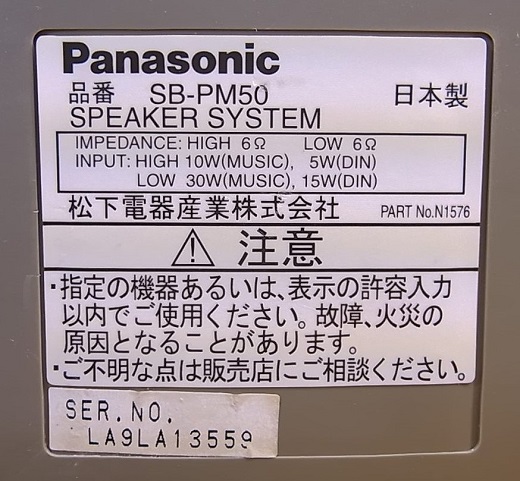 Panasonic
品番 SB-PM50 日本製
SPEAKER SYSTEM
IMPEDANCE: HIGH 6Ω LOW 6Ω
INPUT: HIGH 10W(MUSIC), 5W(DIN)
LOW 30W(MUSIC), 15W(DIN)
松下電器産業株式会社 PART No.N1576
⚠ 注意
・指定の機器あるいは、表示の許容入力
以内でご使用ください。故障、火災の
原因となることがあります。
・ご不明な点は販売店にご相談ください。
SER.NO.
LA9LA13559